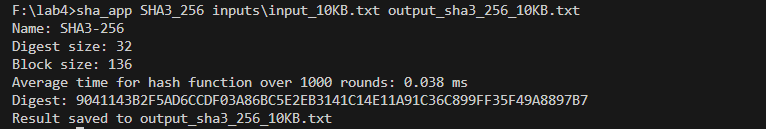 F:\lab4>sha_app SHA3_256 inputs\input_10KB.txt output_sha3_256_10KB.txt
Name: SHA3-256
Digest size: 32
Block size: 136
Average time for hash function over 1000 rounds: 0.038 ms
Digest: 9041143B2F5AD6CCDF03A86BC5E2EB3141C14E11A91C36C899FF35F49A8897B7
Result saved to output_sha3_256_10KB.txt